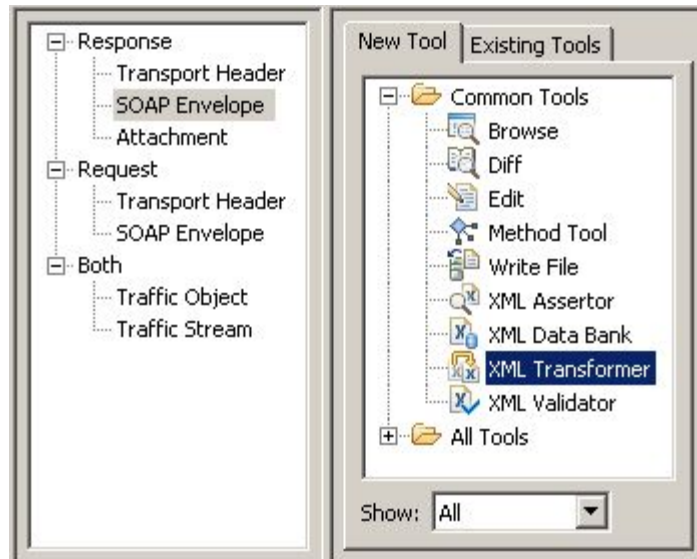 Response
Transport Header
SOAP Envelope
Attachment
Request
Transport Header
SOAP Envelope
Both
Traffic Object
Traffic Stream
New Tool
Existing Tools
Common Tools
Browse
Diff
Edit
Method Tool
Write File
XML Assertor
XML Data Bank
XML Transformer
XML Validator
All Tools
Show: All